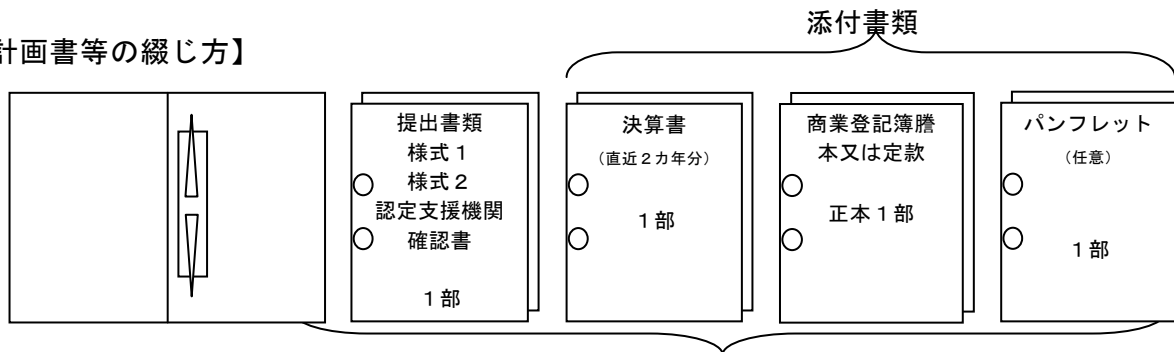 計画書等の綴じ方】
添付書類
提出書類
様式１
様式２
認定支援機関
確認書
１部
決算書
（直近２カ年分）
１部
商業登記簿謄
本又は定款
正本１部
パンフレット
（任意）
１部